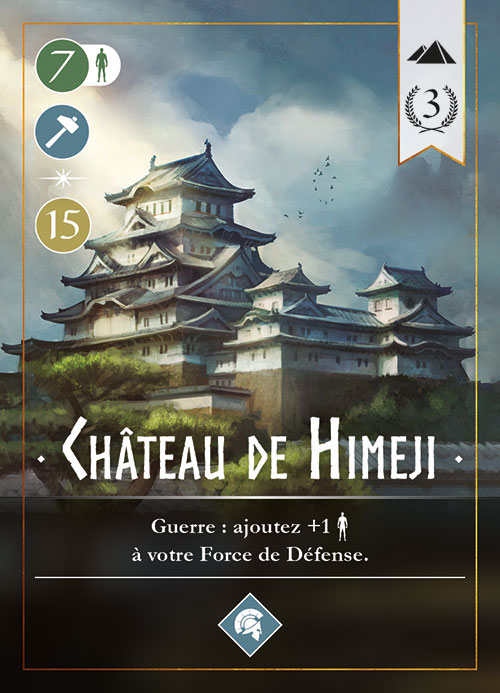 7
3
15
· CHÂTEAU DE HIMEJI ·
Guerre : ajoutez +1
à votre Force de Défense.